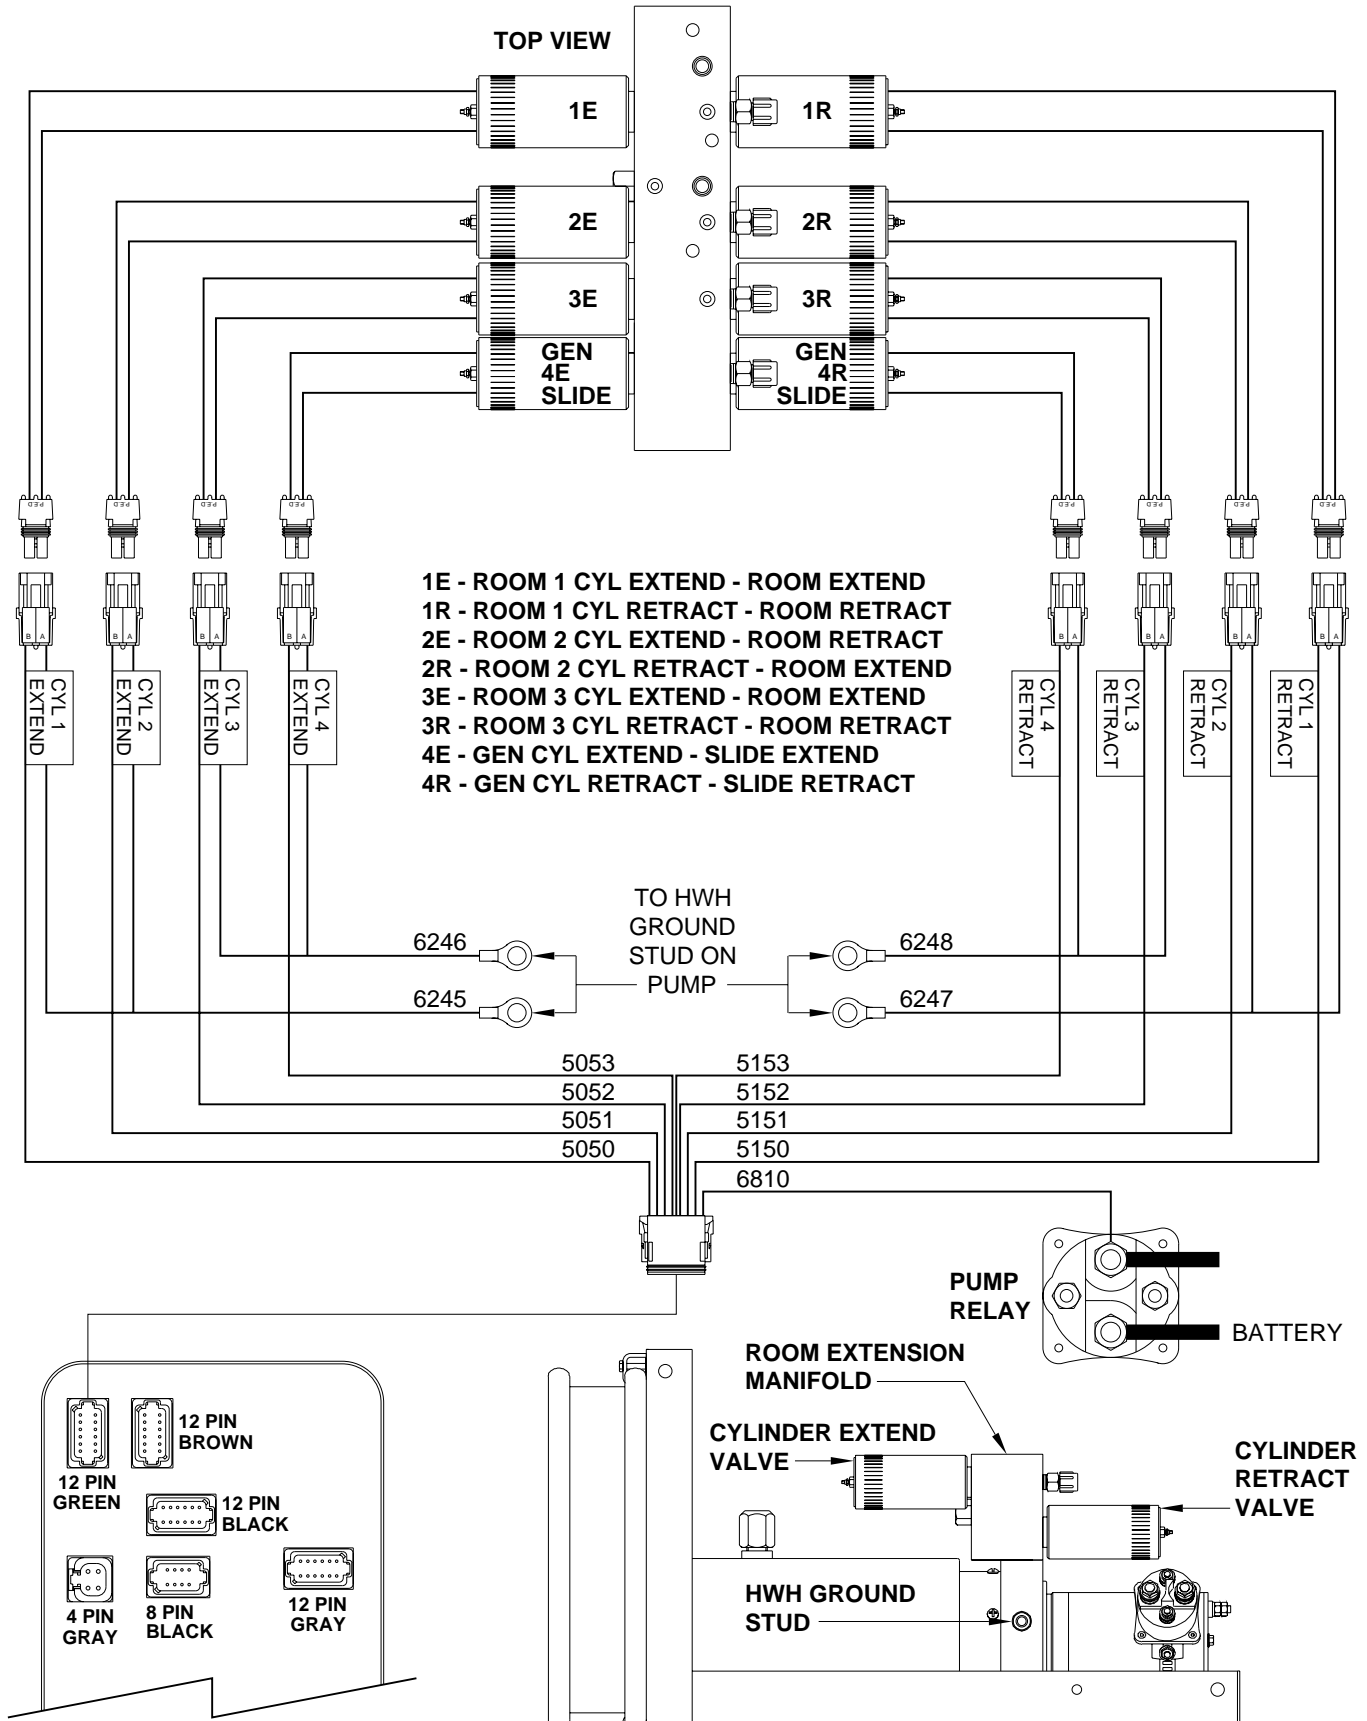 TOP VIEW
1E
1R
2E
2R
3E
3R
GEN
4E
SLIDE
GEN
4R
SLIDE
P.E.D
P.E.D
P.E.D
P.E.D
P.E.D
P.E.D
P.E.D
P.E.D
B A
B A
B A
B A
B A
B A
B A
B A
1E - ROOM 1 CYL EXTEND - ROOM EXTEND
1R - ROOM 1 CYL RETRACT - ROOM RETRACT
2E - ROOM 2 CYL EXTEND - ROOM RETRACT
2R - ROOM 2 CYL RETRACT - ROOM EXTEND
3E - ROOM 3 CYL EXTEND - ROOM EXTEND
3R - ROOM 3 CYL RETRACT - ROOM RETRACT
4E - GEN CYL EXTEND - SLIDE EXTEND
4R - GEN CYL RETRACT - SLIDE RETRACT
CYL 1
EXTEND
CYL 2
EXTEND
CYL 3
EXTEND
CYL 4
EXTEND
CYL 4
RETRACT
CYL 3
RETRACT
CYL 2
RETRACT
CYL 1
RETRACT
TO HWH
GROUND
STUD ON
PUMP
6246
6248
6245
6247
5053
5153
5052
5152
5051
5151
5050
5150
6810
PUMP
RELAY
BATTERY
12 PIN
GREEN
12 PIN
BROWN
12 PIN
BLACK
4 PIN
GRAY
8 PIN
BLACK
12 PIN
GRAY
ROOM EXTENSION
MANIFOLD
CYLINDER EXTEND
VALVE
CYLINDER
RETRACT
VALVE
HWH GROUND
STUD